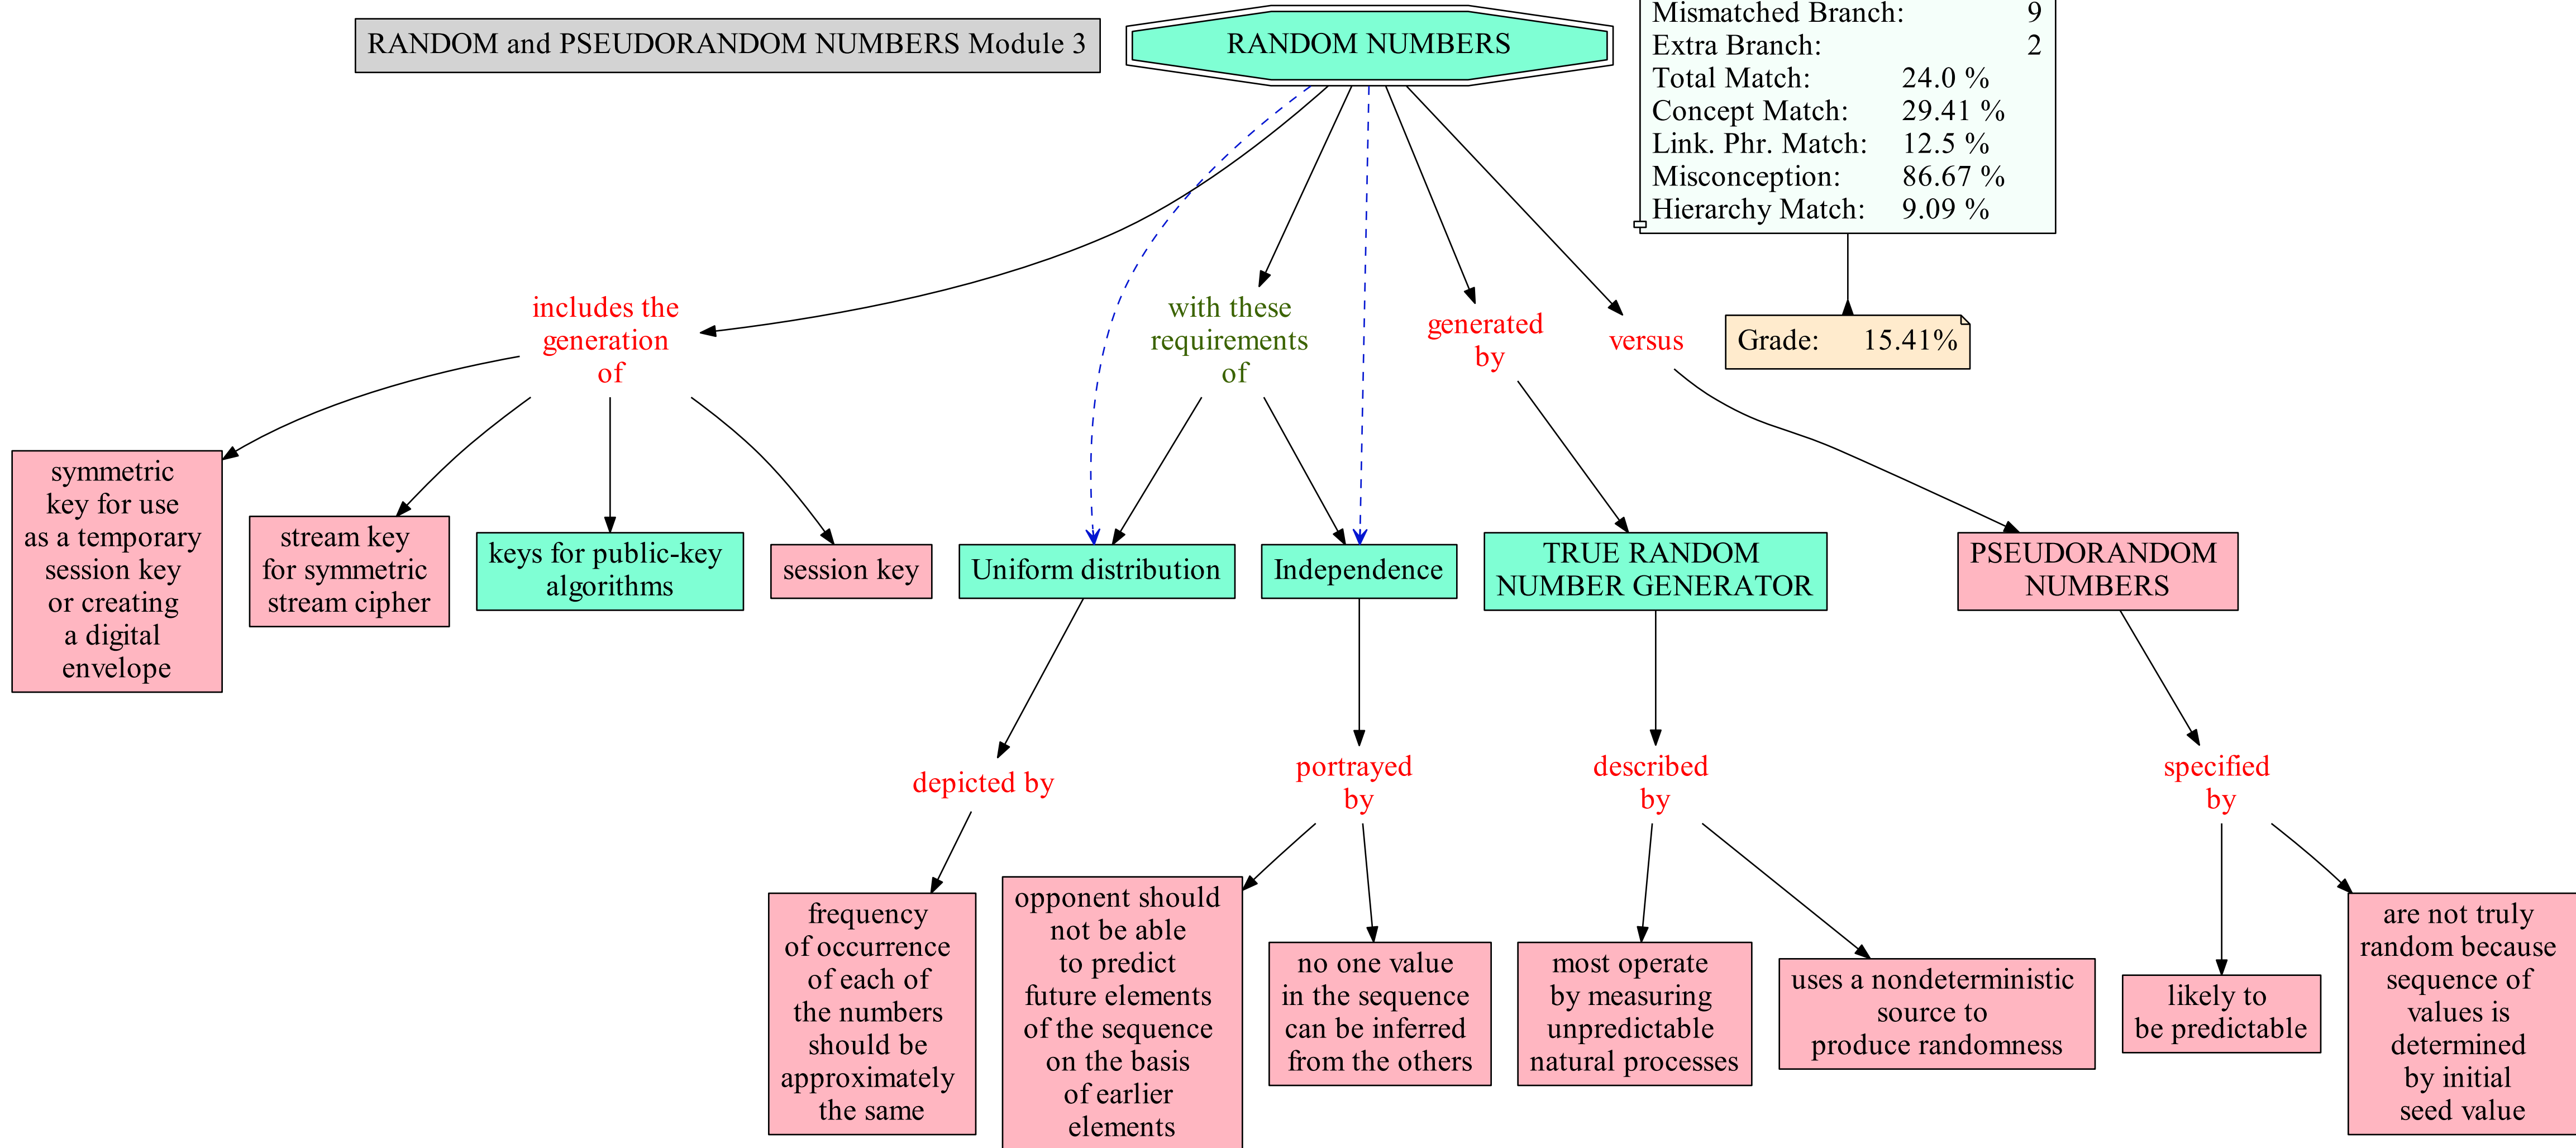 RANDOM and PSEUDORANDOM NUMBERS Module 3
RANDOM NUMBERS
Mismatched Branch: 9
Extra Branch: 2
Total Match: 24.0 %
Concept Match: 29.41 %
Link. Phr. Match: 12.5 %
Misconception: 86.67 %
Hierarchy Match: 9.09 %
Grade: 15.41%
includes the
generation
of
with these
requirements
of
generated
by
versus
symmetric
key for use
as a temporary
session key
or creating
a digital
envelope
stream key
for symmetric
stream cipher
keys for public-key
algorithms
session key
Uniform distribution
Independence
TRUE RANDOM
NUMBER GENERATOR
PSEUDORANDOM
NUMBERS
depicted by
portrayed
by
described
by
specified
by
frequency
of occurrence
of each of
the numbers
should be
approximately
the same
opponent should
not be able
to predict
future elements
of the sequence
on the basis
of earlier
elements
no one value
in the sequence
can be inferred
from the others
most operate
by measuring
unpredictable
natural processes
uses a nondeterministic
source to
produce randomness
likely to
be predictable
are not truly
random because
sequence of
values is
determined
by initial
seed value